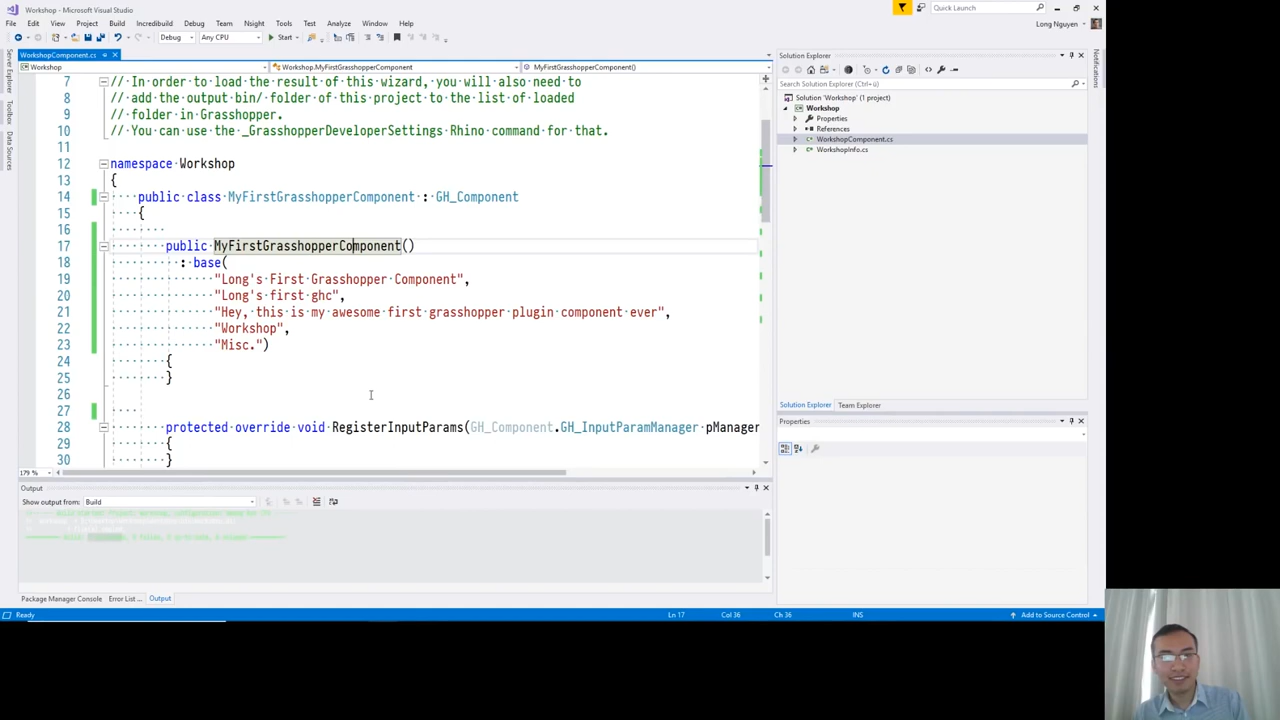 Workshop - Microsoft Visual Studio
Quick Launch (Ctrl+Q)
File Edit View Project Build Incredibuild Debug Team Nsight Tools Test Analyze Window Help
Long Nguyen
Debug Any CPU Start
WorkshopComponent.cs
Workshop Workshop.MyFirstGrasshopperComponent MyFirstGrasshopperComponent()
7 // In order to load the result of this wizard, you will also need to
8 // add the output bin/ folder of this project to the list of loaded
9 // folder in Grasshopper.
10 // You can use the _GrasshopperDeveloperSettings Rhino command for that.
11
12 namespace Workshop
13 {
14 public class MyFirstGrasshopperComponent : GH_Component
15 {
16
17 public MyFirstGrasshopperComponent()
18 : base(
19 "Long's First Grasshopper Component",
20 "Long's first ghc",
21 "Hey, this is my awesome first grasshopper plugin component ever",
22 "Workshop",
23 "Misc.")
24 {
25 }
26
27
28 protected override void RegisterInputParams(GH_Component.GH_InputParamManager pManager
29 {
30 }
179 %
Server Explorer
Toolbox
Data Sources
Output
Show output from: Build
Package Manager Console Error List ... Output
Solution Explorer
Search Solution Explorer (Ctrl+ü)
Solution 'Workshop' (1 project)
Workshop
Properties
References
WorkshopComponent.cs
WorkshopInfo.cs
Solution Explorer Team Explorer
Properties
Notifications
Ready Ln 17 Col 36 Ch 36 INS Add to Source Control